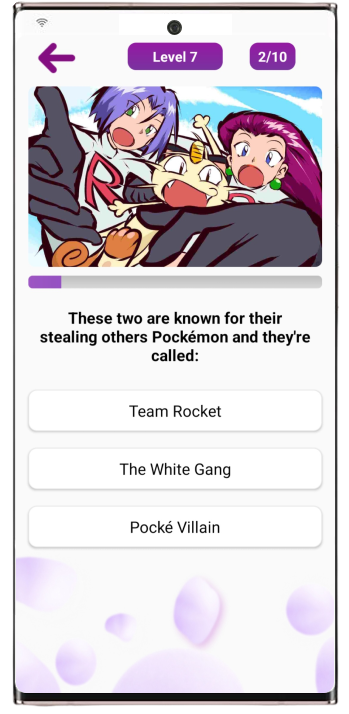 Level 7
2/10
R
These two are known for their
stealing others Pockémon and they're
called:
Team Rocket
The White Gang
Pocké Villain